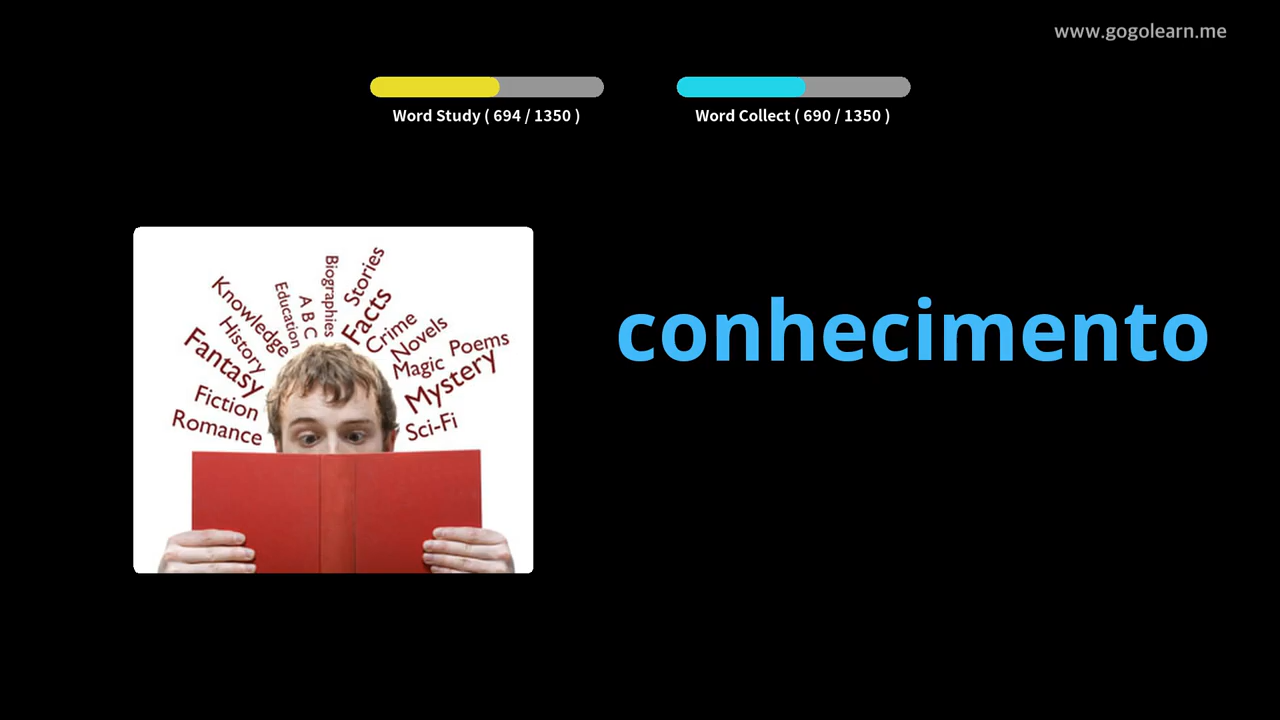 www.gogolearn.me
Word Study ( 694 / 1350 )
Word Collect ( 690 / 1350 )
Knowledge
Education
A B C
Biographies
Stories
Facts
Crime
Novels
History
Fantasy
Magic
Poems
Mystery
Fiction
Romance
Sci-Fi
conhecimento